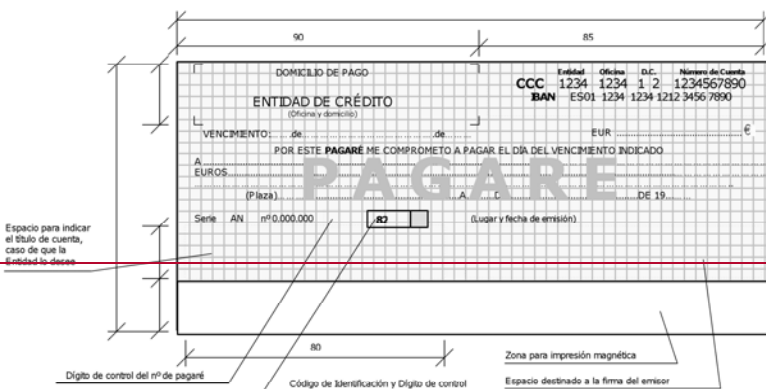 90 85
DOMICILIO DE PAGO
Entidad Oficina D.C. Número de Cuenta
CCC 1234 1234 1 2 1234567890
IBAN ES01 1234 1234 1212 3456 7890
ENTIDAD DE CRÉDITO
(Oficina y domicilio)
VENCIMIENTO: de de EUR €
POR ESTE PAGARÉ ME COMPROMETO A PAGAR EL DÍA DEL VENCIMIENTO INDICADO
A
EUROS
PAGARE
(Plaza) A D DE 19
Serie AN nº 0.000.000 82 (Lugar y fecha de emisión)
Espacio para indicar
el título de cuenta,
caso de que la
Entidad lo desee
80
Zona para impresión magnética
Dígito de control del nº de pagaré
Código de Identificación y Dígito de control
Espacio destinado a la firma del emisor